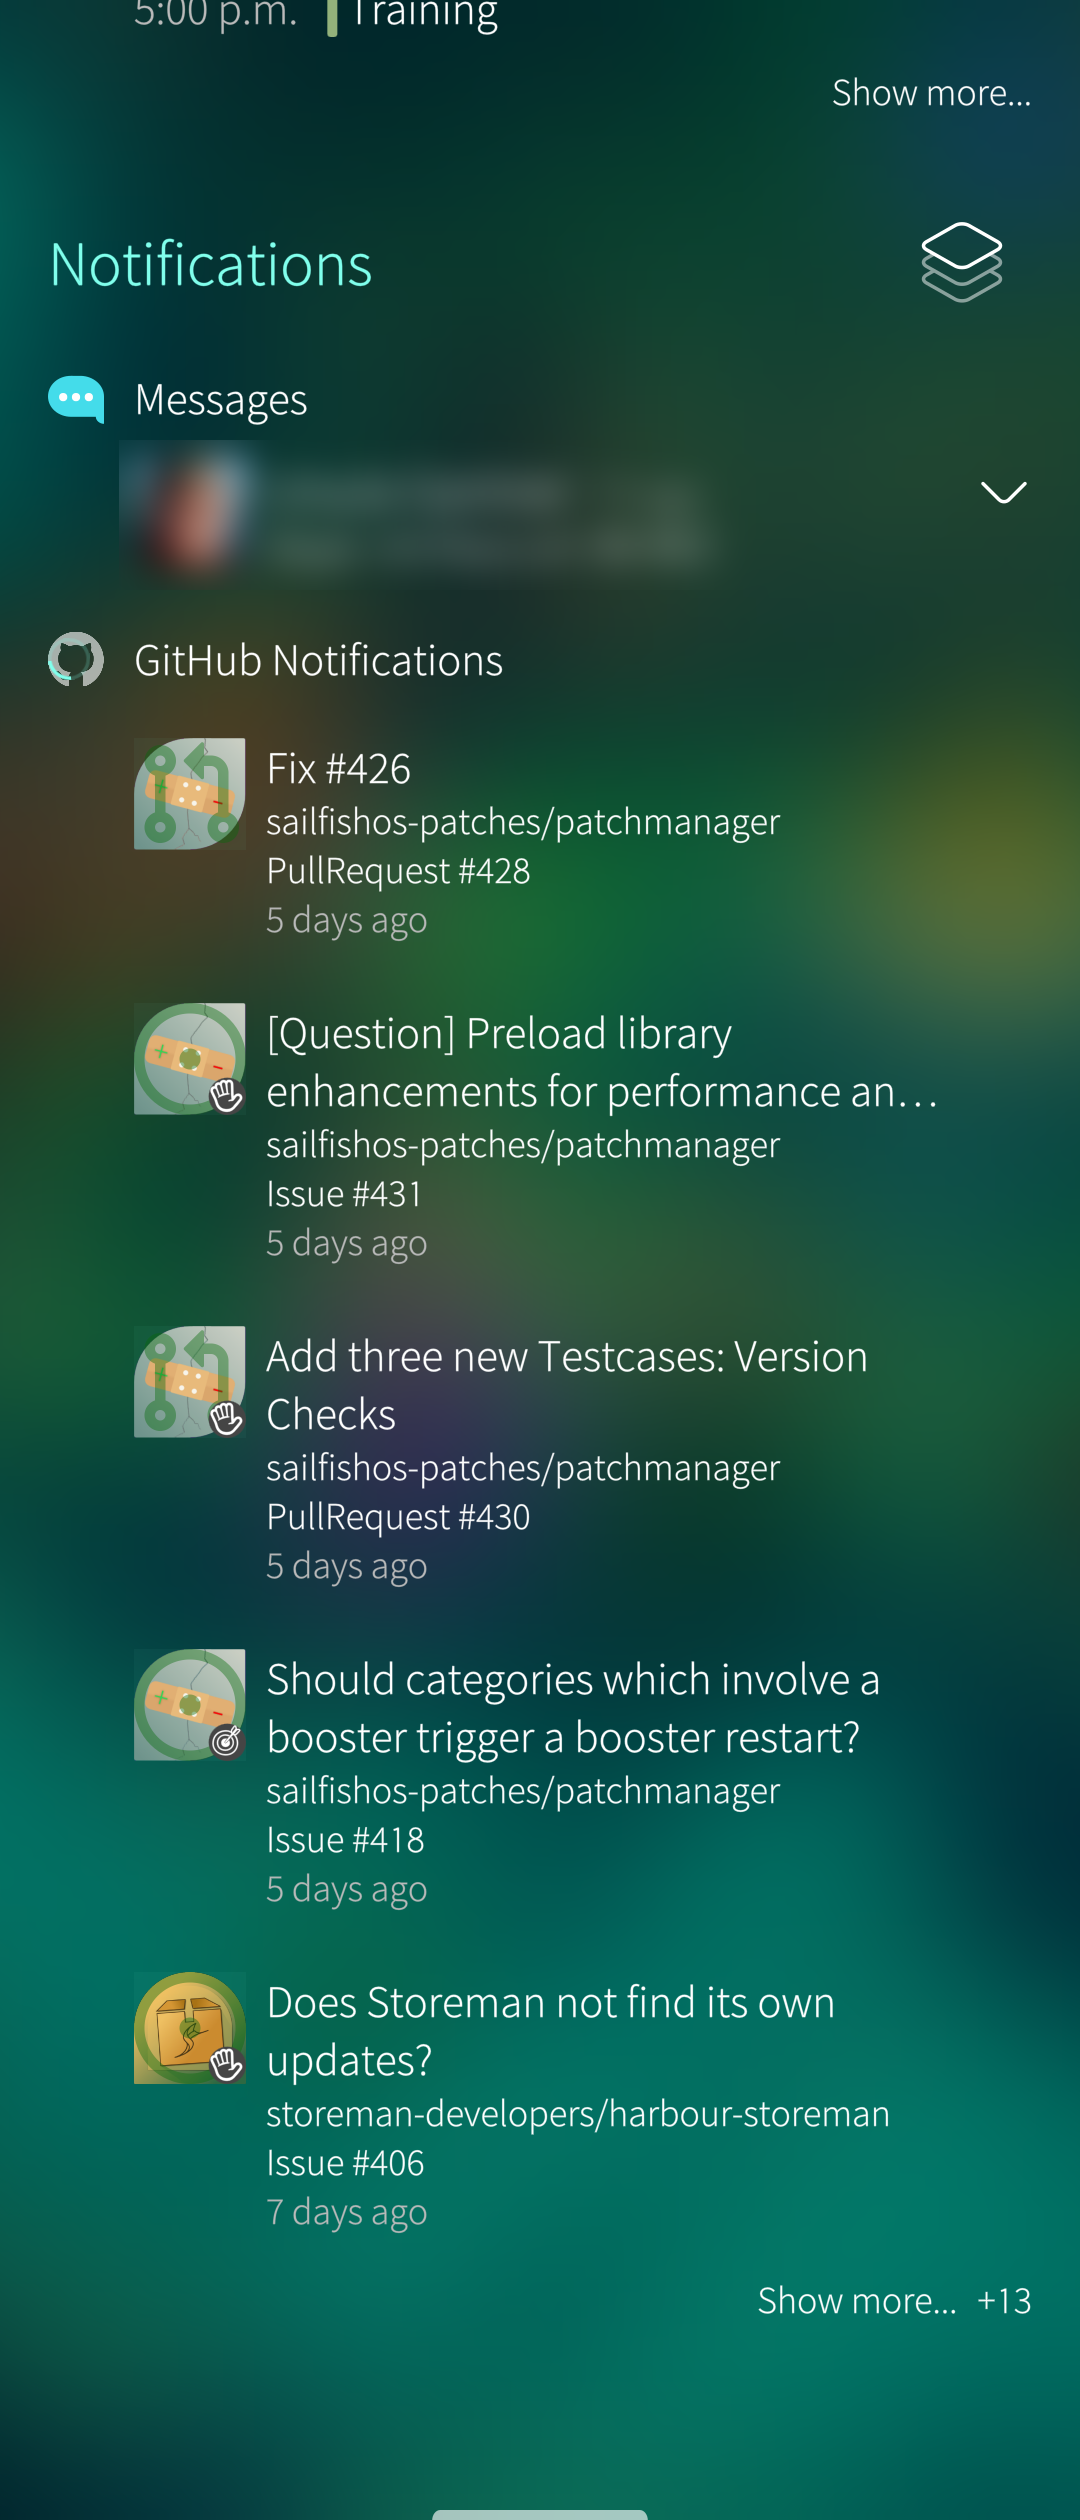 5:00 p.m. Training
Show more...
Notifications
Messages
GitHub Notifications
Fix #426
sailfishos-patches/patchmanager
PullRequest #428
5 days ago
[Question] Preload library
enhancements for performance an...
sailfishos-patches/patchmanager
Issue #431
5 days ago
Add three new Testcases: Version
Checks
sailfishos-patches/patchmanager
PullRequest #430
5 days ago
Should categories which involve a
booster trigger a booster restart?
sailfishos-patches/patchmanager
Issue #418
5 days ago
Does Storeman not find its own
updates?
storeman-developers/harbour-storeman
Issue #406
7 days ago
Show more... +13